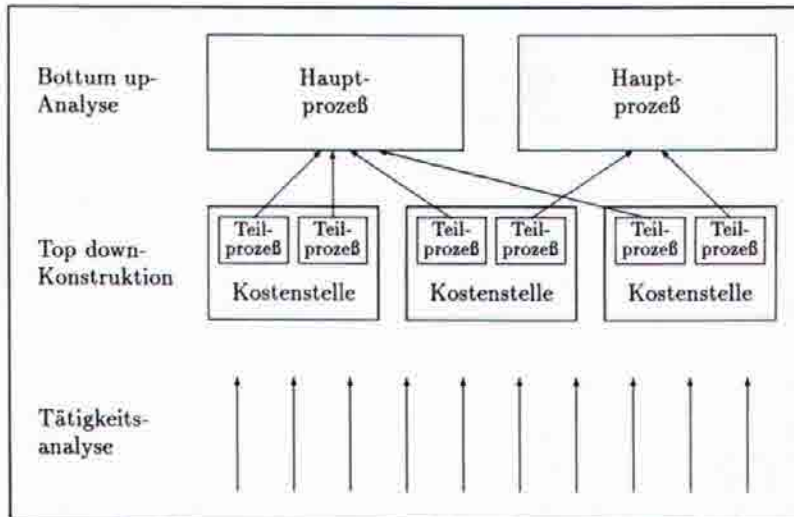 Bottum up-
Analyse
Haupt-
prozeß
Haupt-
prozeß
Top down-
Konstruktion
Teil-
prozeß
Teil-
prozeß
Kostenstelle
Teil-
prozeß
Teil-
prozeß
Kostenstelle
Teil-
prozeß
Teil-
prozeß
Kostenstelle
Tätigkeits-
analyse